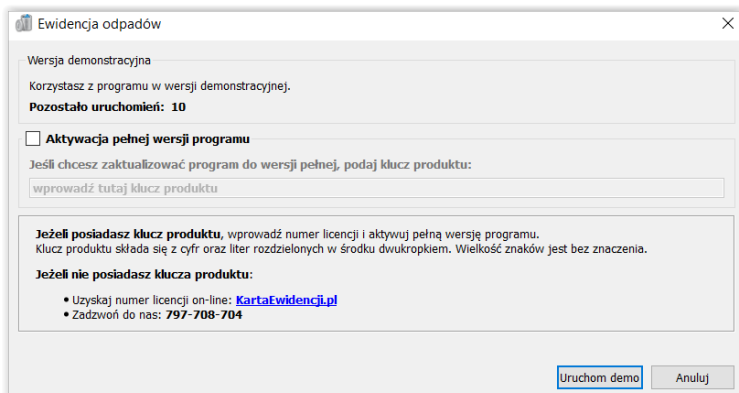 Ewidencja odpadów
Wersja demonstracyjna
Korzystasz z programu w wersji demonstracyjnej.
Pozostało uruchomień: 10
Aktywacja pełnej wersji programu
Jeśli chcesz zaktualizować program do wersji pełnej, podaj klucz produktu:
wprowadź tutaj klucz produktu
Jeżeli posiadasz klucz produktu, wprowadź numer licencji i aktywuj pełną wersję programu.
Klucz produktu składa się z cyfr oraz liter rozdzielonych w środku dwukropkiem. Wielkość znaków jest bez znaczenia.
Jeżeli nie posiadasz klucza produktu:
• Uzyskaj numer licencji on-line: KartaEwidencji.pl
• Zadzwoń do nas: 797-708-704
Uruchom demo Anuluj